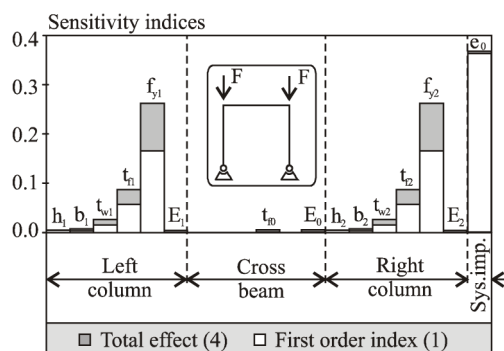 Sensitivity indices
0.4
0.3
0.2
0.1
0.0
h1 b1 tw1 tf1 fy1 E1
F F
tf0 E0
h2 b2 tw2 tf2 fy2 E2
e0
Left column
Cross beam
Right column
Sys.imp.
Total effect (4) First order index (1)